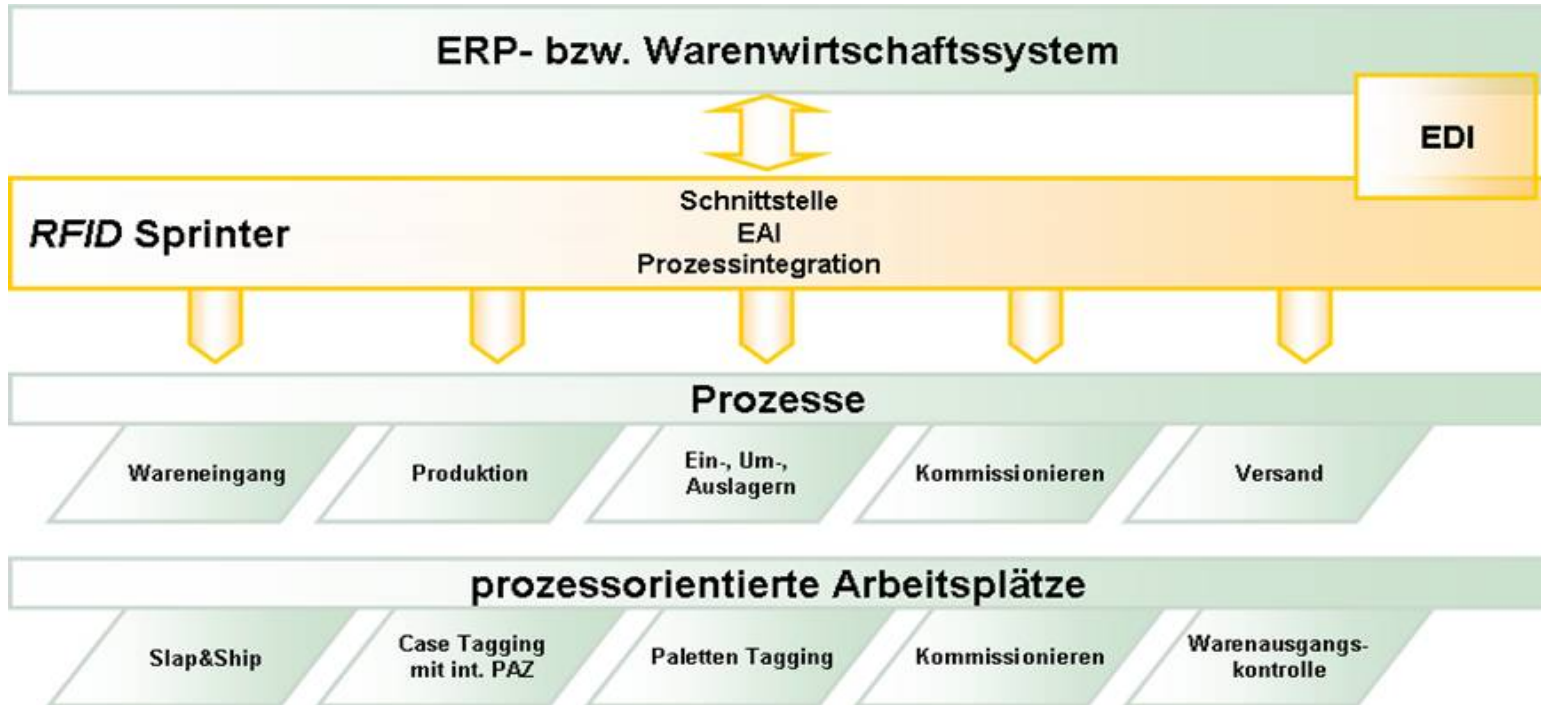 ERP- bzw. Warenwirtschaftssystem
EDI
RFID Sprinter
Schnittstelle
EAI
Prozessintegration
Prozesse
Wareneingang
Produktion
Ein-, Um-,
Auslagern
Kommissionieren
Versand
prozessorientierte Arbeitsplätze
Slap&Ship
Case Tagging
mit int. PAZ
Paletten Tagging
Kommissionieren
Warenausgangs-
kontrolle